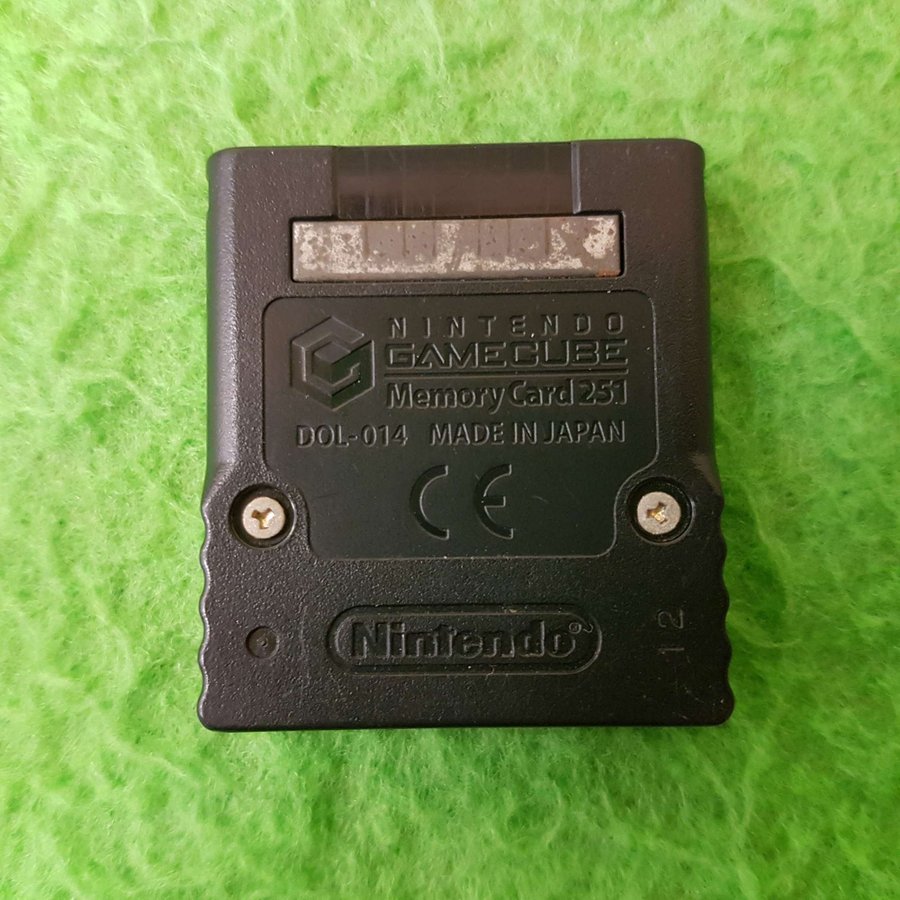 NINTENDO
GAMECUBE
Memory Card 251
DOL-014 MADE IN JAPAN
CE
Nintendo®
12